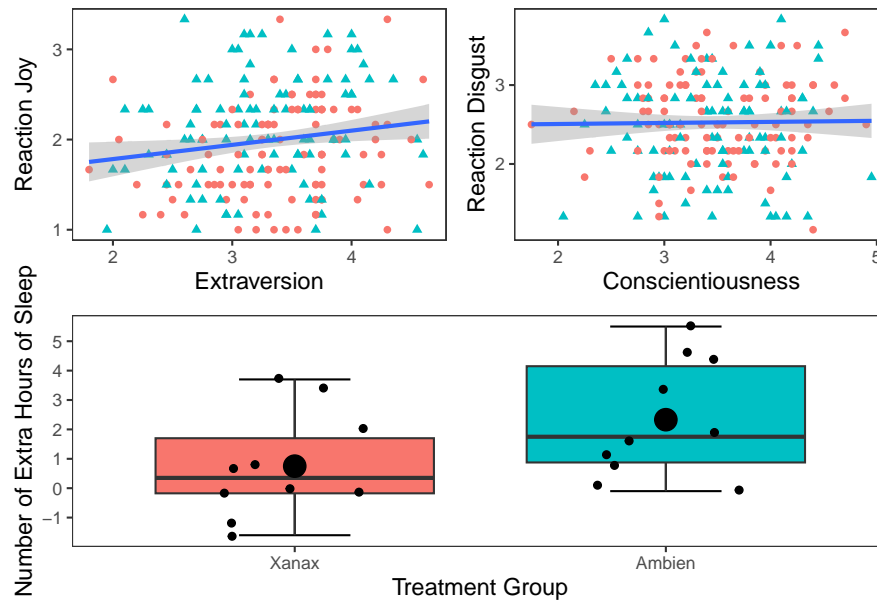 Reaction Joy
3
2
1
2
3
4
Extraversion
Reaction Disgust
3
2
2
3
4
5
Conscientiousness
Number of Extra Hours of Sleep
5
4
3
2
1
0
−1
Xanax
Ambien
Treatment Group